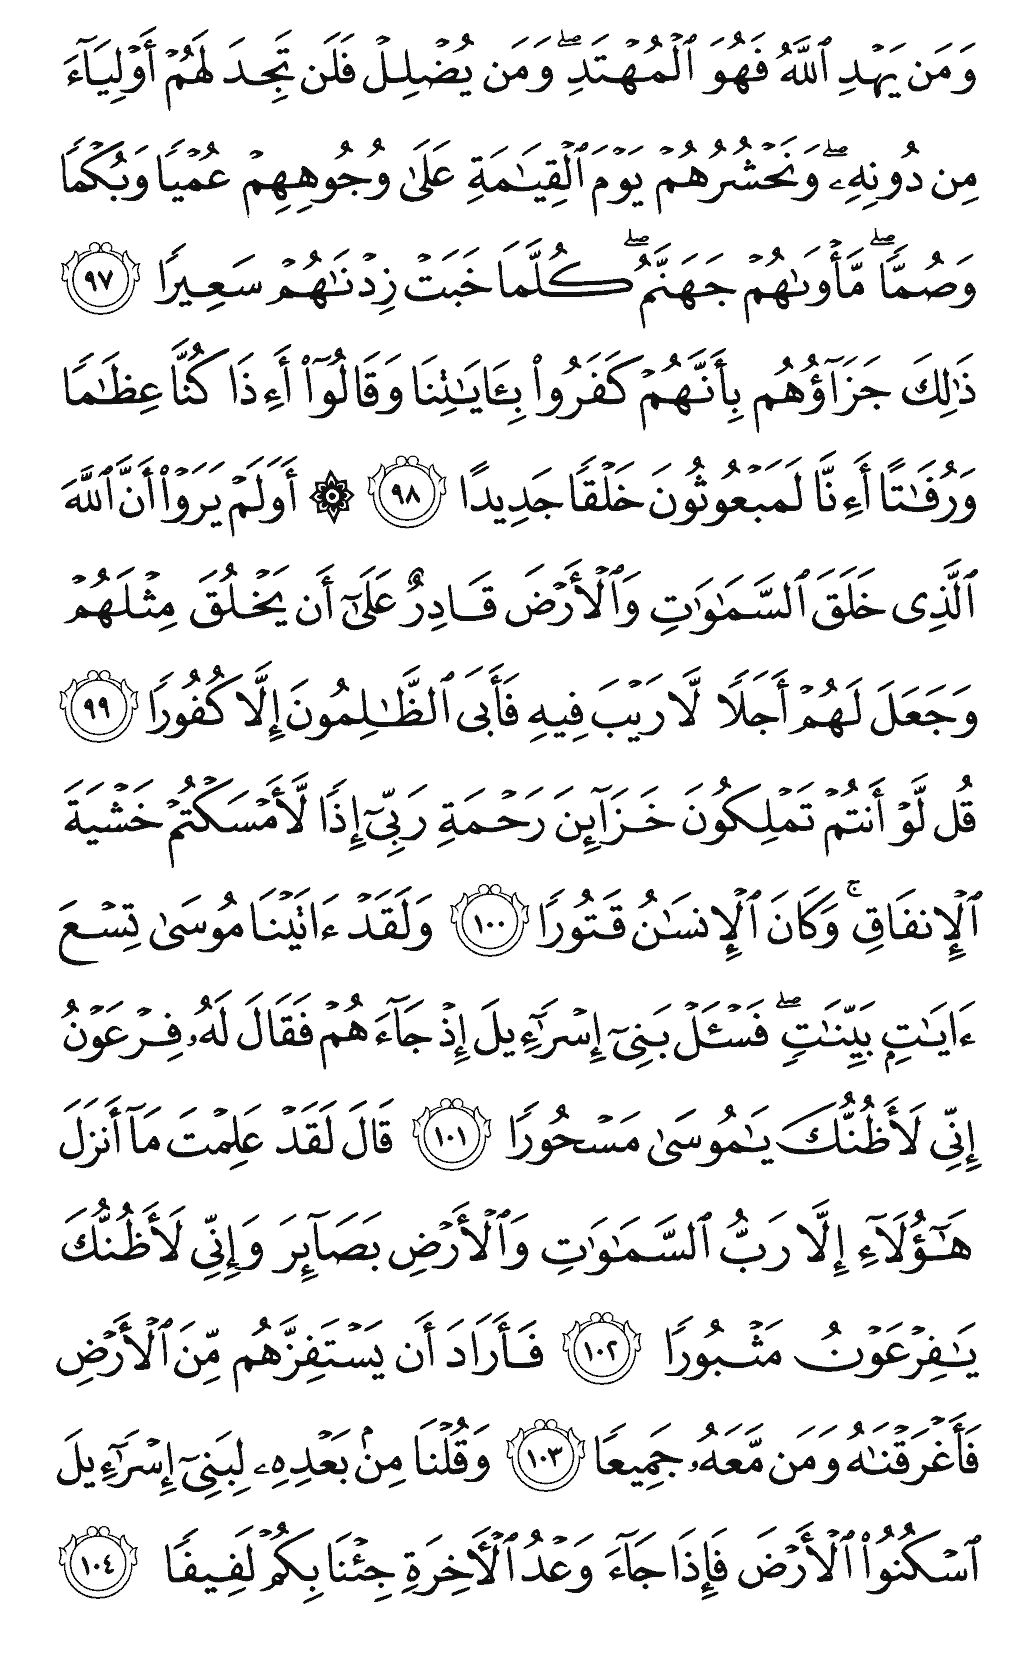 وَمَن يَهْدِ ٱللَّهُ فَهُوَ ٱلْمُهْتَدِ ۖ وَمَن يُضْلِلْ فَلَن تَجِدَ لَهُمْ أَوْلِيَآءَ
مِن دُونِهِۦ ۖ وَنَحْشُرُهُمْ يَوْمَ ٱلْقِيَـٰمَةِ عَلَىٰ وُجُوهِهِمْ عُمْيًا وَبُكْمًا
وَصُمًّا ۖ مَّأْوَىٰهُمْ جَهَنَّمُ ۖ كُلَّمَا خَبَتْ زِدْنَـٰهُمْ سَعِيرًا ٩٧
ذَٰلِكَ جَزَآؤُهُم بِأَنَّهُمْ كَفَرُوا۟ بِـَٔايَـٰتِنَا وَقَالُوٓا۟ أَءِذَا كُنَّا عِظَـٰمًا
وَرُفَـٰتًا أَءِنَّا لَمَبْعُوثُونَ خَلْقًا جَدِيدًا ٩٨ ۞ أَوَلَمْ يَرَوْا۟ أَنَّ ٱللَّهَ
ٱلَّذِى خَلَقَ ٱلسَّمَـٰوَٰتِ وَٱلْأَرْضَ قَادِرٌ عَلَىٰٓ أَن يَخْلُقَ مِثْلَهُمْ
وَجَعَلَ لَهُمْ أَجَلًا لَّا رَيْبَ فِيهِ فَأَبَى ٱلظَّـٰلِمُونَ إِلَّا كُفُورًا ٩٩
قُل لَّوْ أَنتُمْ تَمْلِكُونَ خَزَآئِنَ رَحْمَةِ رَبِّىٓ إِذًا لَّأَمْسَكْتُمْ خَشْيَةَ
ٱلْإِنفَاقِ ۚ وَكَانَ ٱلْإِنسَـٰنُ قَتُورًا ١٠٠ وَلَقَدْ ءَاتَيْنَا مُوسَىٰ تِسْعَ
ءَايَـٰتٍۭ بَيِّنَـٰتٍ ۖ فَسْـَٔلْ بَنِىٓ إِسْرَٰٓءِيلَ إِذْ جَآءَهُمْ فَقَالَ لَهُۥ فِرْعَوْنُ
إِنِّى لَأَظُنُّكَ يَـٰمُوسَىٰ مَسْحُورًا ١٠١ قَالَ لَقَدْ عَلِمْتَ مَآ أَنزَلَ
هَـٰٓؤُلَآءِ إِلَّا رَبُّ ٱلسَّمَـٰوَٰتِ وَٱلْأَرْضِ بَصَآئِرَ وَإِنِّى لَأَظُنُّكَ
يَـٰفِرْعَوْنُ مَثْبُورًا ١٠٢ فَأَرَادَ أَن يَسْتَفِزَّهُم مِّنَ ٱلْأَرْضِ
فَأَغْرَقْنَـٰهُ وَمَن مَّعَهُۥ جَمِيعًا ١٠٣ وَقُلْنَا مِنۢ بَعْدِهِۦ لِبَنِىٓ إِسْرَٰٓءِيلَ
ٱسْكُنُوا۟ ٱلْأَرْضَ فَإِذَا جَآءَ وَعْدُ ٱلْـَٔاخِرَةِ جِئْنَا بِكُمْ لَفِيفًا ١٠٤